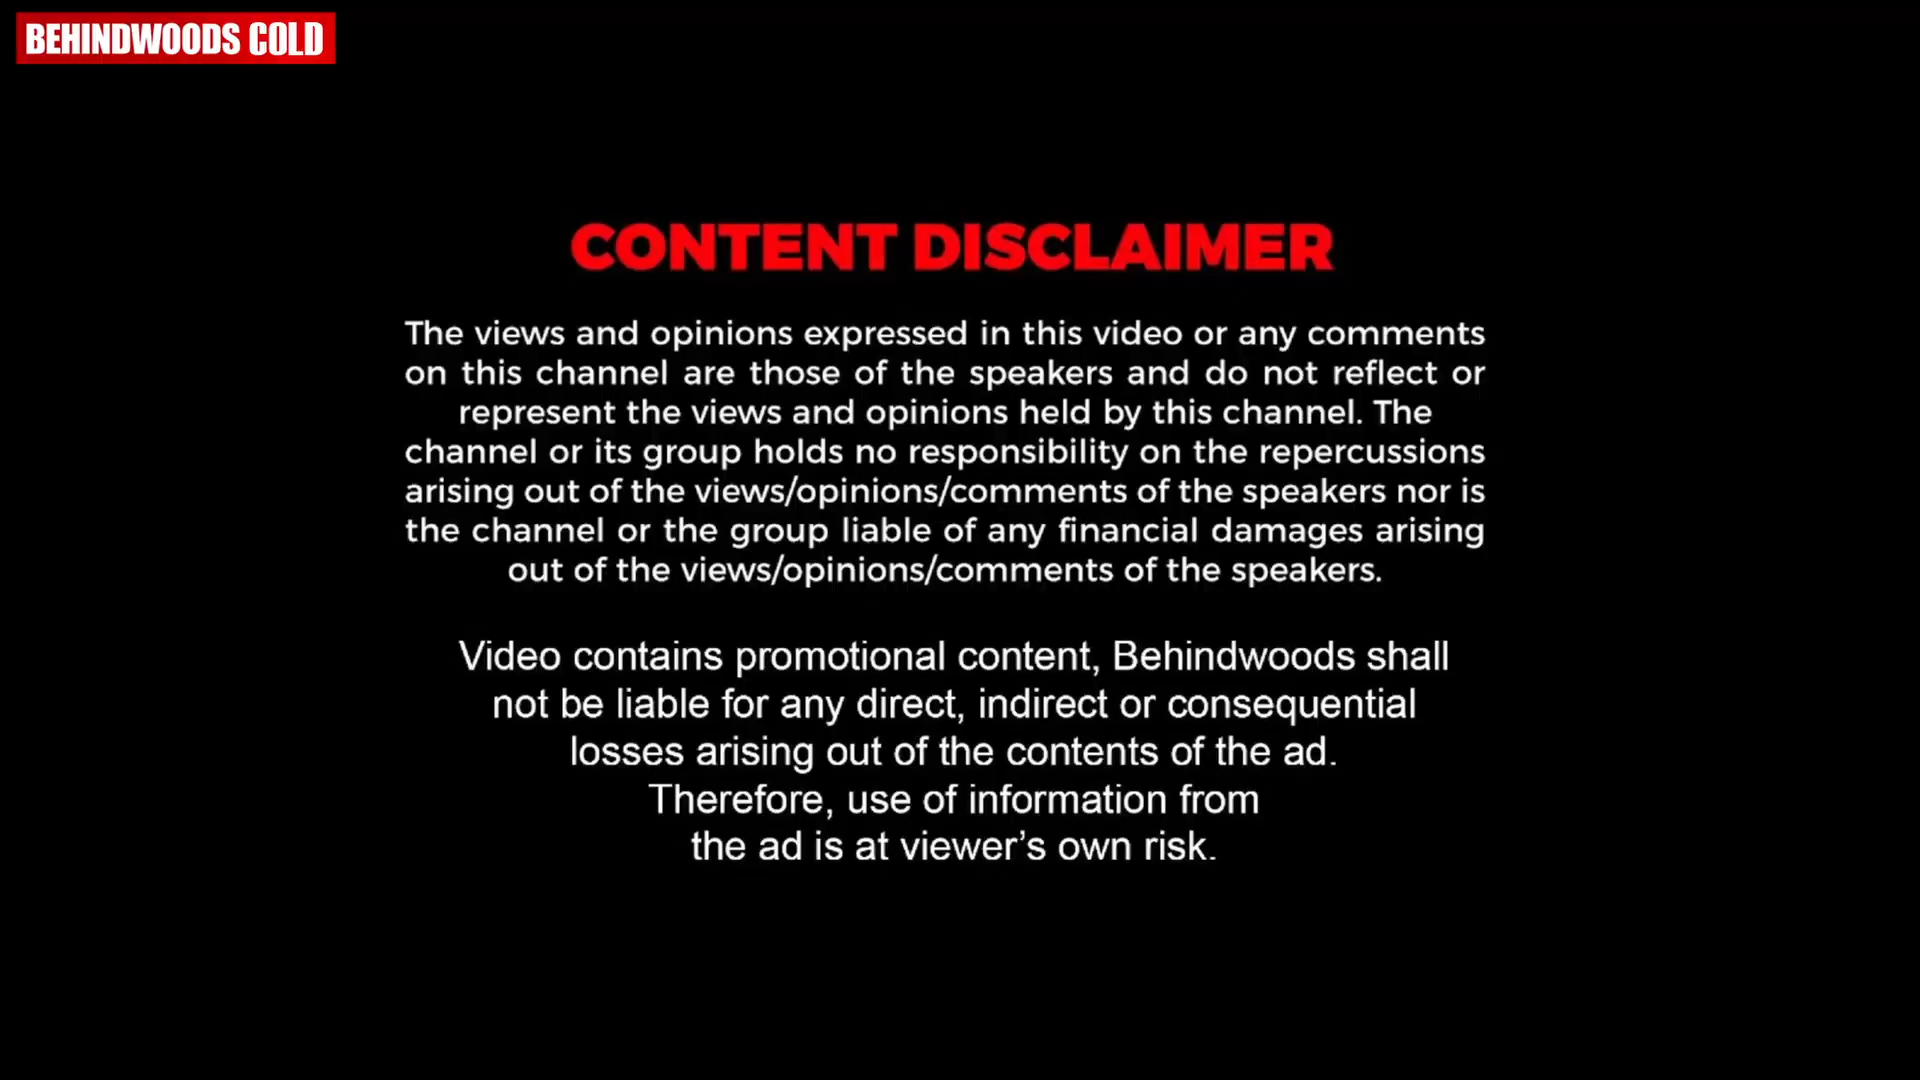 BEHINDWOODS COLD
CONTENT DISCLAIMER
The views and opinions expressed in this video or any comments
on this channel are those of the speakers and do not reflect or
represent the views and opinions held by this channel. The
channel or its group holds no responsibility on the repercussions
arising out of the views/opinions/comments of the speakers nor is
the channel or the group liable of any financial damages arising
out of the views/opinions/comments of the speakers.
Video contains promotional content, Behindwoods shall
not be liable for any direct, indirect or consequential
losses arising out of the contents of the ad.
Therefore, use of information from
the ad is at viewer’s own risk.